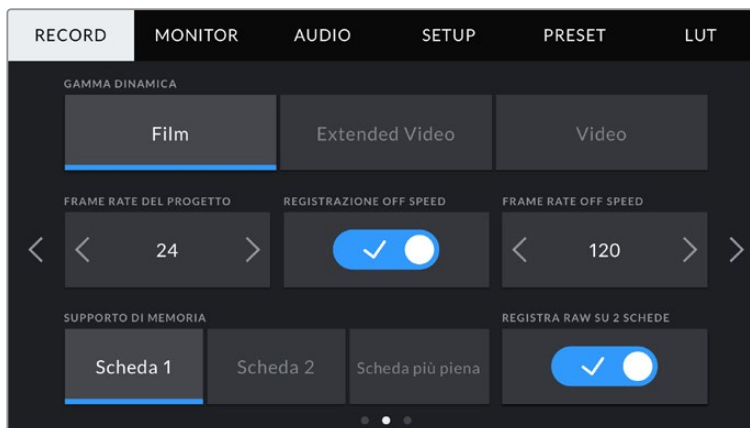 RECORD MONITOR AUDIO SETUP PRESET LUT
GAMMA DINAMICA
Film Extended Video Video
FRAME RATE DEL PROGETTO REGISTRAZIONE OFF SPEED FRAME RATE OFF SPEED
24 120
SUPPORTO DI MEMORIA REGISTRA RAW SU 2 SCHEDE
Scheda 1 Scheda 2 Scheda più piena